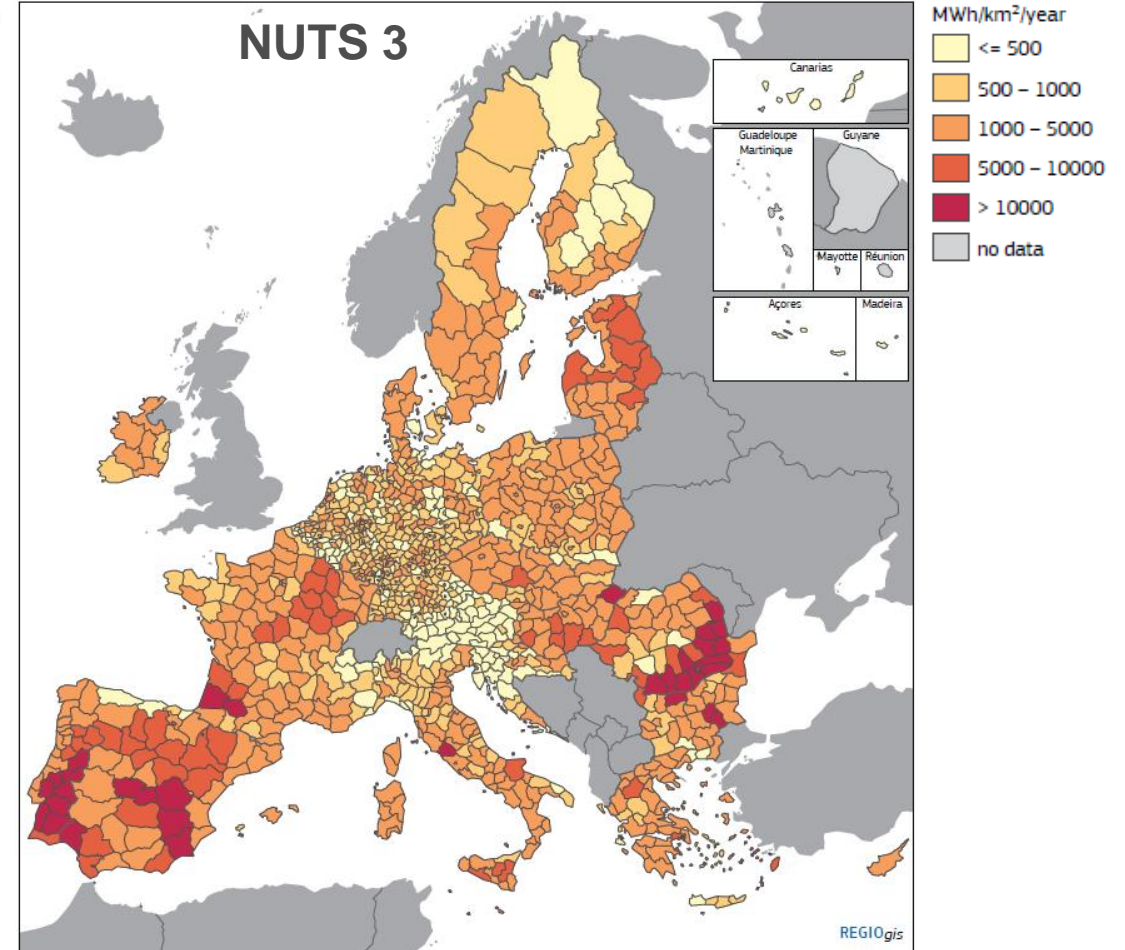 NUTS 3
MWh/km²/year
<= 500
500 – 1000
1000 – 5000
5000 – 10000
> 10000
no data
Canarias
Guadeloupe
Martinique
Guyane
Mayotte
Réunion
Açores
Madeira
REGIOgis